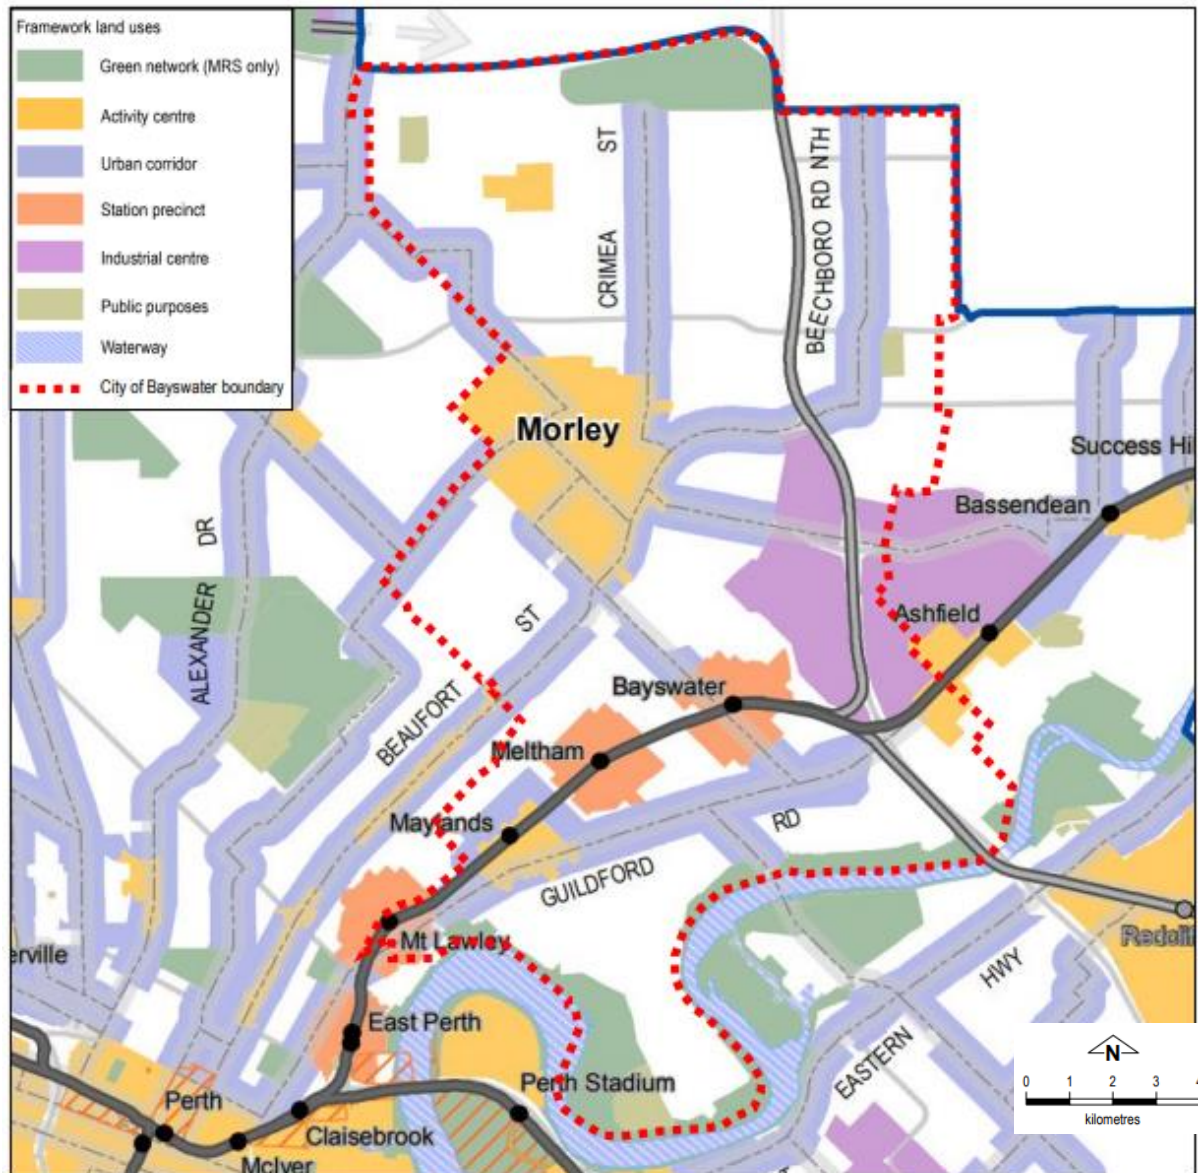 Framework land uses
Green network (MRS only)
Activity centre
Urban corridor
Station precinct
Industrial centre
Public purposes
Waterway
City of Bayswater boundary
CRIMEA ST
BEECHBORO RD NTH
Morley
Success Hi
Bassendean
ALEXANDER DR
Ashfield
BEAUFORT ST
Bayswater
Meltham
Maylands
GUILDFORD RD
Mt Lawley
erville
HWY
EASTERN
East Perth
Perth Stadium
Perth
Claisebrook
McIver
N
0 1 2 3 4
kilometres